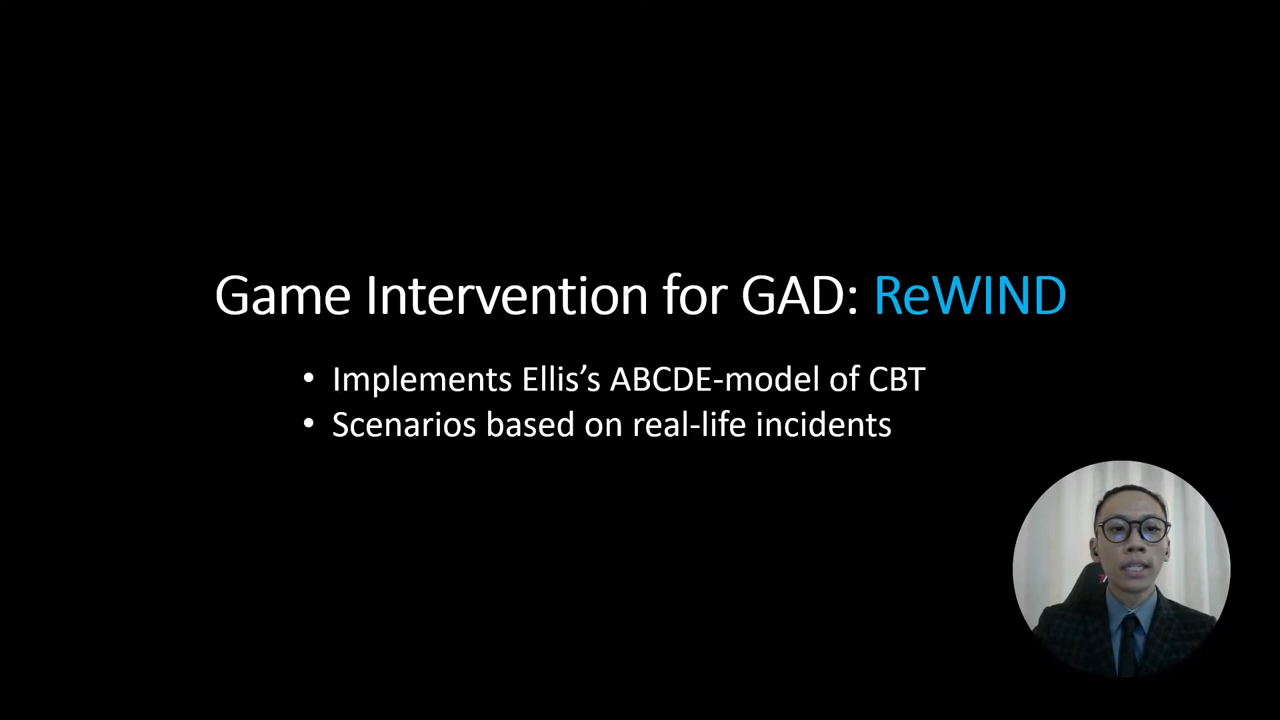 Game Intervention for GAD: ReWIND
• Implements Ellis’s ABCDE-model of CBT
• Scenarios based on real-life incidents